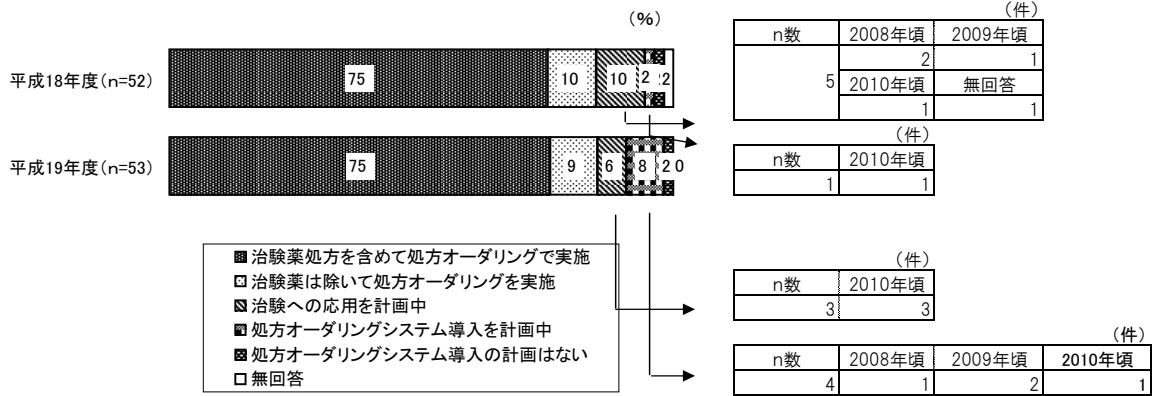 (%)
平成18年度(n=52)
75 10 10 2 2 2
平成19年度(n=53)
75 9 6 8 2 0
■治験薬処方を含めて処方オーダリングで実施
治験薬は除いて処方オーダリングを実施
治験への応用を計画中
処方オーダリングシステム導入を計画中
処方オーダリングシステム導入の計画はない
□無回答
(件)
n数 2008年頃 2009年頃
5 2 1
2010年頃 無回答
1 1
(件)
n数 2010年頃
1 1
(件)
n数 2010年頃
3 3
(件)
n数 2008年頃 2009年頃 2010年頃
4 1 2 1